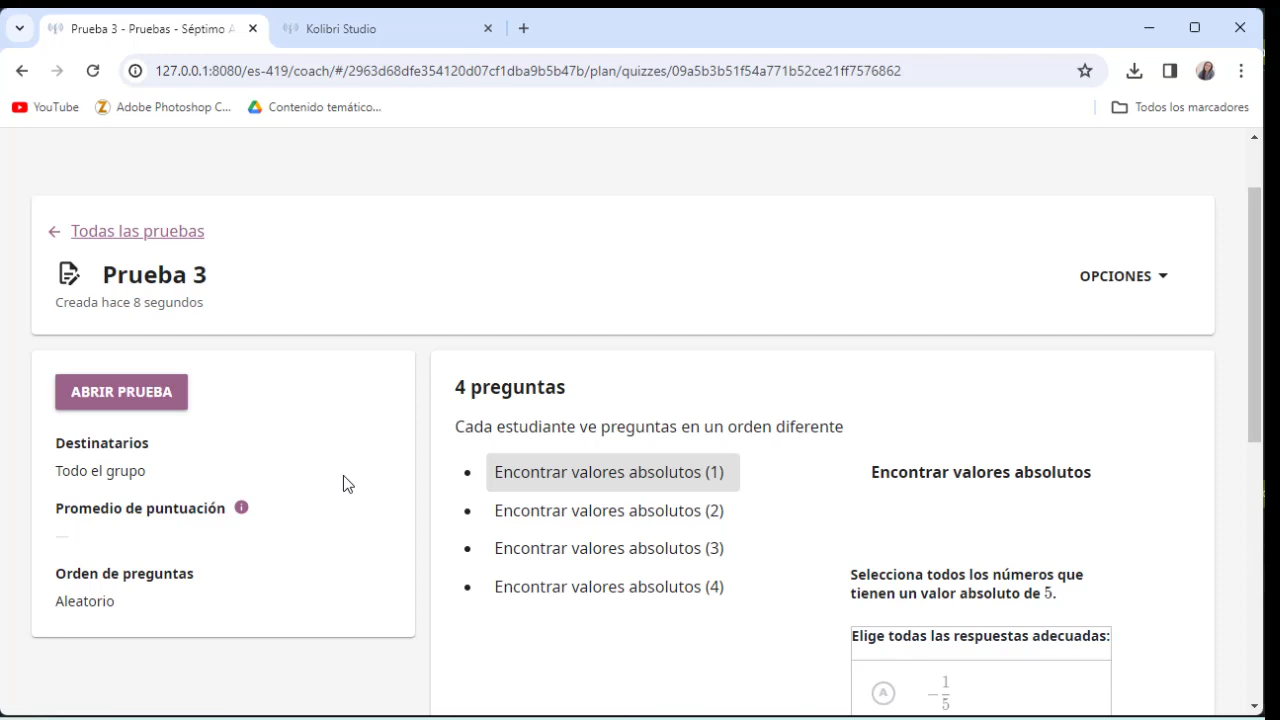 Prueba 3 - Pruebas - Séptimo
Kolibri Studio
127.0.0.1:8080/es-419/coach/#/2963d68dfe354120d07cf1dba9b5b47b/plan/quizzes/09a5b3b51f54a771b52ce21ff7576862
YouTube
Adobe Photoshop C...
Contenido temático...
Todos los marcadores
← Todas las pruebas
Prueba 3
Creada hace 8 segundos
OPCIONES
ABRIR PRUEBA
Destinatarios
Todo el grupo
Promedio de puntuación
—
Orden de preguntas
Aleatorio
4 preguntas
Cada estudiante ve preguntas en un orden diferente
• Encontrar valores absolutos (1)
• Encontrar valores absolutos (2)
• Encontrar valores absolutos (3)
• Encontrar valores absolutos (4)
Encontrar valores absolutos
Selecciona todos los números que
tienen un valor absoluto de 5.
Elige todas las respuestas adecuadas:
A −1/5